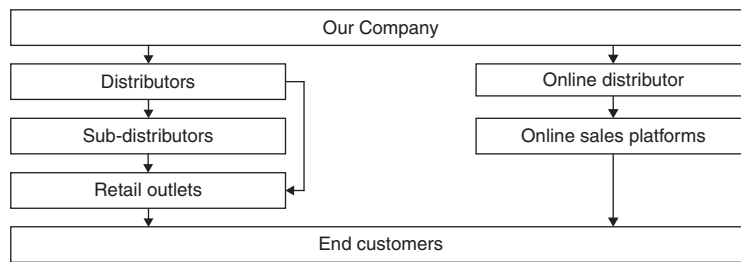 Our Company
Distributors
Online distributor
Sub-distributors
Online sales platforms
Retail outlets
End customers